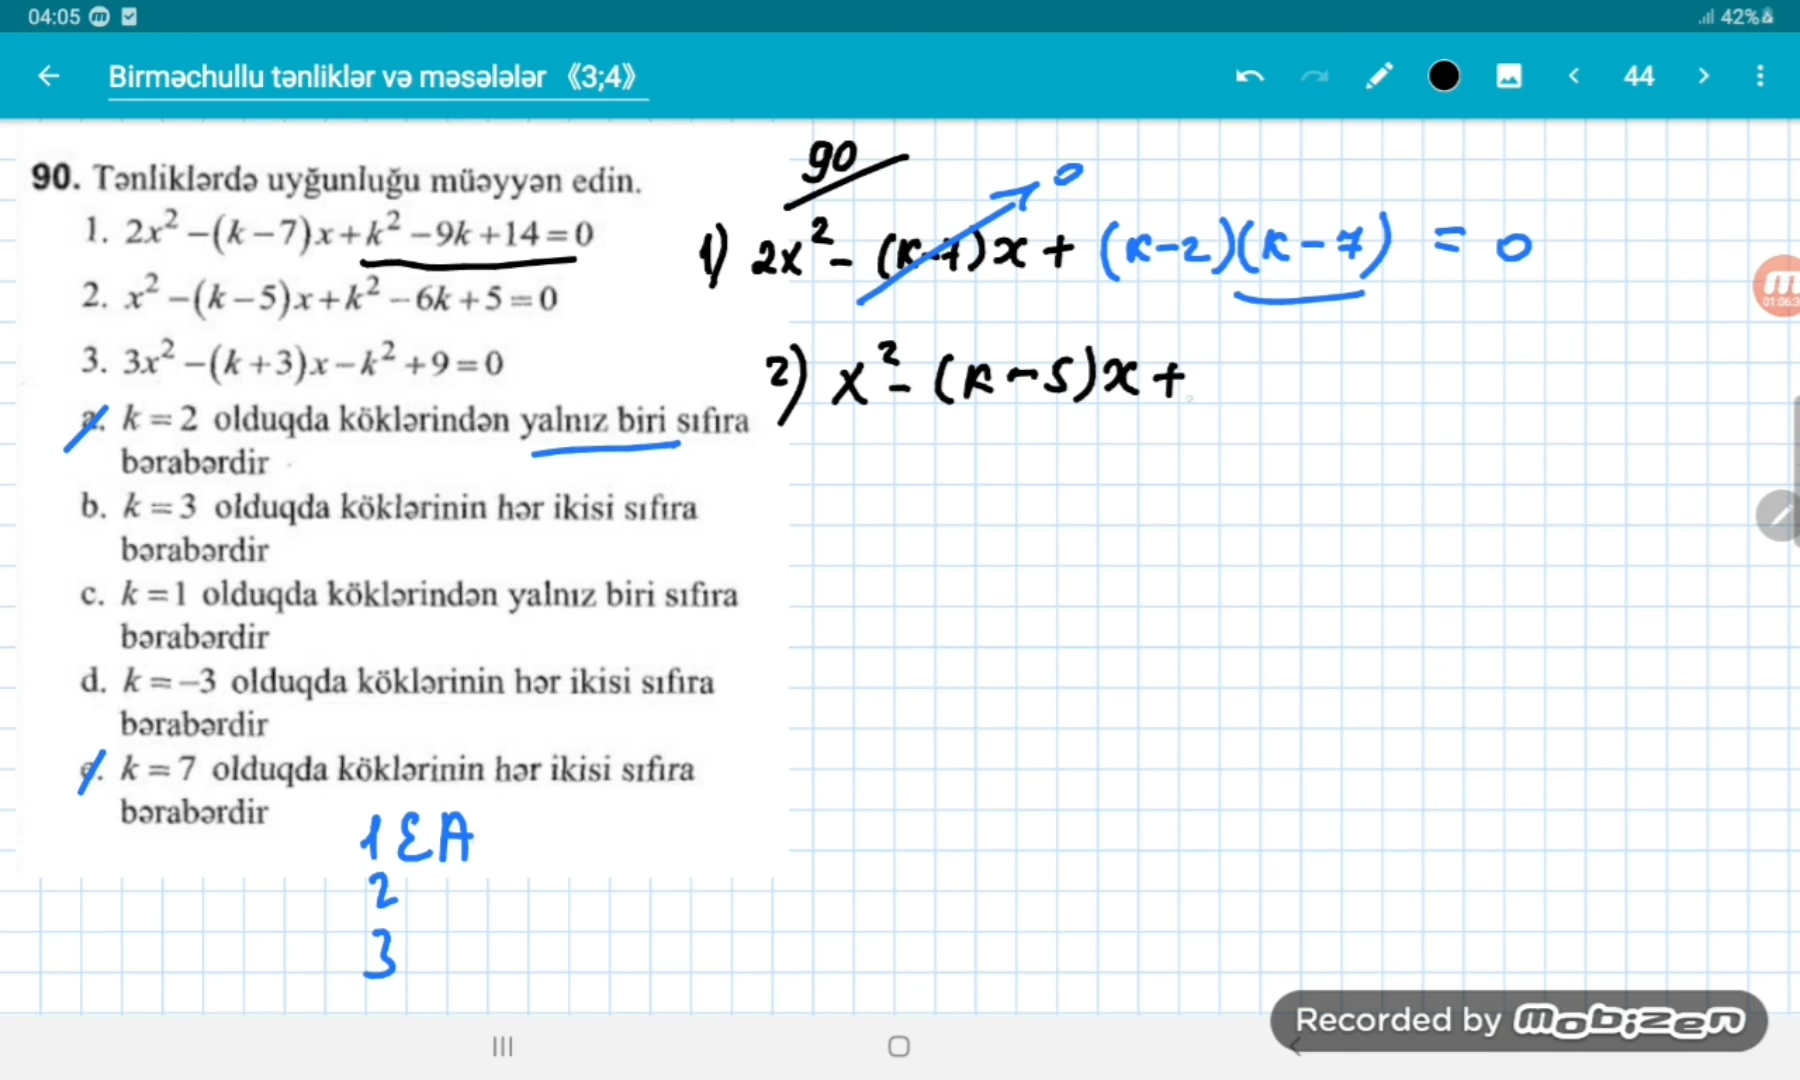 04:05
42%
Birməchullu tənliklər və məsələlər 《3;4》
44
90. Tənliklərdə uyğunluğu müəyyən edin.
1. 2x² −(k−7)x+k² −9k+14=0
2. x² −(k−5)x+k² −6k+5=0
3. 3x² −(k+3)x−k² +9=0
a. k=2 olduqda köklərindən yalnız biri sıfıra
bərabərdir
b. k=3 olduqda köklərinin hər ikisi sıfıra
bərabərdir
c. k=1 olduqda köklərindən yalnız biri sıfıra
bərabərdir
d. k=−3 olduqda köklərinin hər ikisi sıfıra
bərabərdir
e. k=7 olduqda köklərinin hər ikisi sıfıra
bərabərdir
1 E A
2
3
90
0
1) 2x² − (k−7)x + (k−2)(k−7) = 0
2) x² − (k−5)x +
Recorded by mobizen